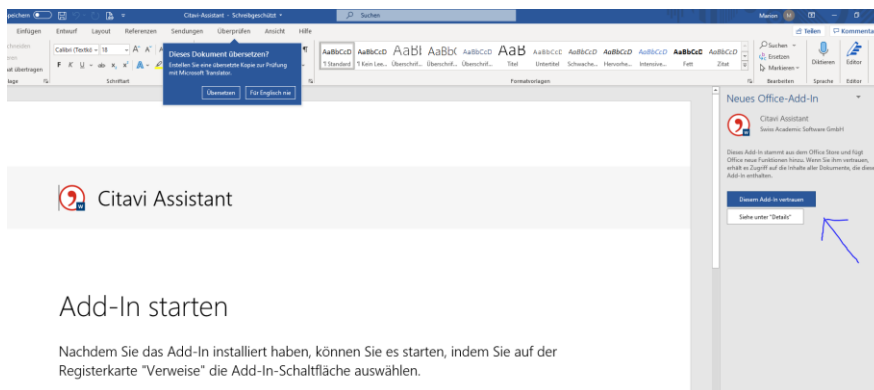 speichern
Citavi-Assistant - Schreibgeschützt
Suchen
Marion
Einfügen Entwurf Layout Referenzen Sendungen Überprüfen Ansicht Hilfe
Teilen Kommentare
Calibri (Textkö 18
F K U ab x, x²
at übertragen
Schriftart
Dieses Dokument übersetzen?
Erstellen Sie eine übersetzte Kopie zur Prüfung
mit Microsoft Translator.
Übersetzen Für Englisch nie
AaBbCcD AaBbCcD AaBl AaBb( AaBbCcD AaB AaBbCcC AaBbCcD AaBbCcD AaBbCcD AaBbCcD AaBbCcD
¶ Standard ¶ Kein Lee... Überschrif... Überschrif... Überschrif... Titel Untertitel Schwache... Hervorhe... Intensive... Fett Zitat
Formatvorlagen
Suchen
Ersetzen
Markieren
Bearbeiten
Diktieren
Sprache
Editor
Editor
Neues Office-Add-In
Citavi Assistant
Swiss Academic Software GmbH
Dieses Add-In stammt aus dem Office Store und fügt
Office neue Funktionen hinzu. Wenn Sie ihm vertrauen,
erhält es Zugriff auf die Inhalte aller Dokumente, die diese
Add-In enthalten.
Diesem Add-In vertrauen
Siehe unter "Details"
Citavi Assistant
Add-In starten
Nachdem Sie das Add-In installiert haben, können Sie es starten, indem Sie auf der
Registerkarte "Verweise" die Add-In-Schaltfläche auswählen.